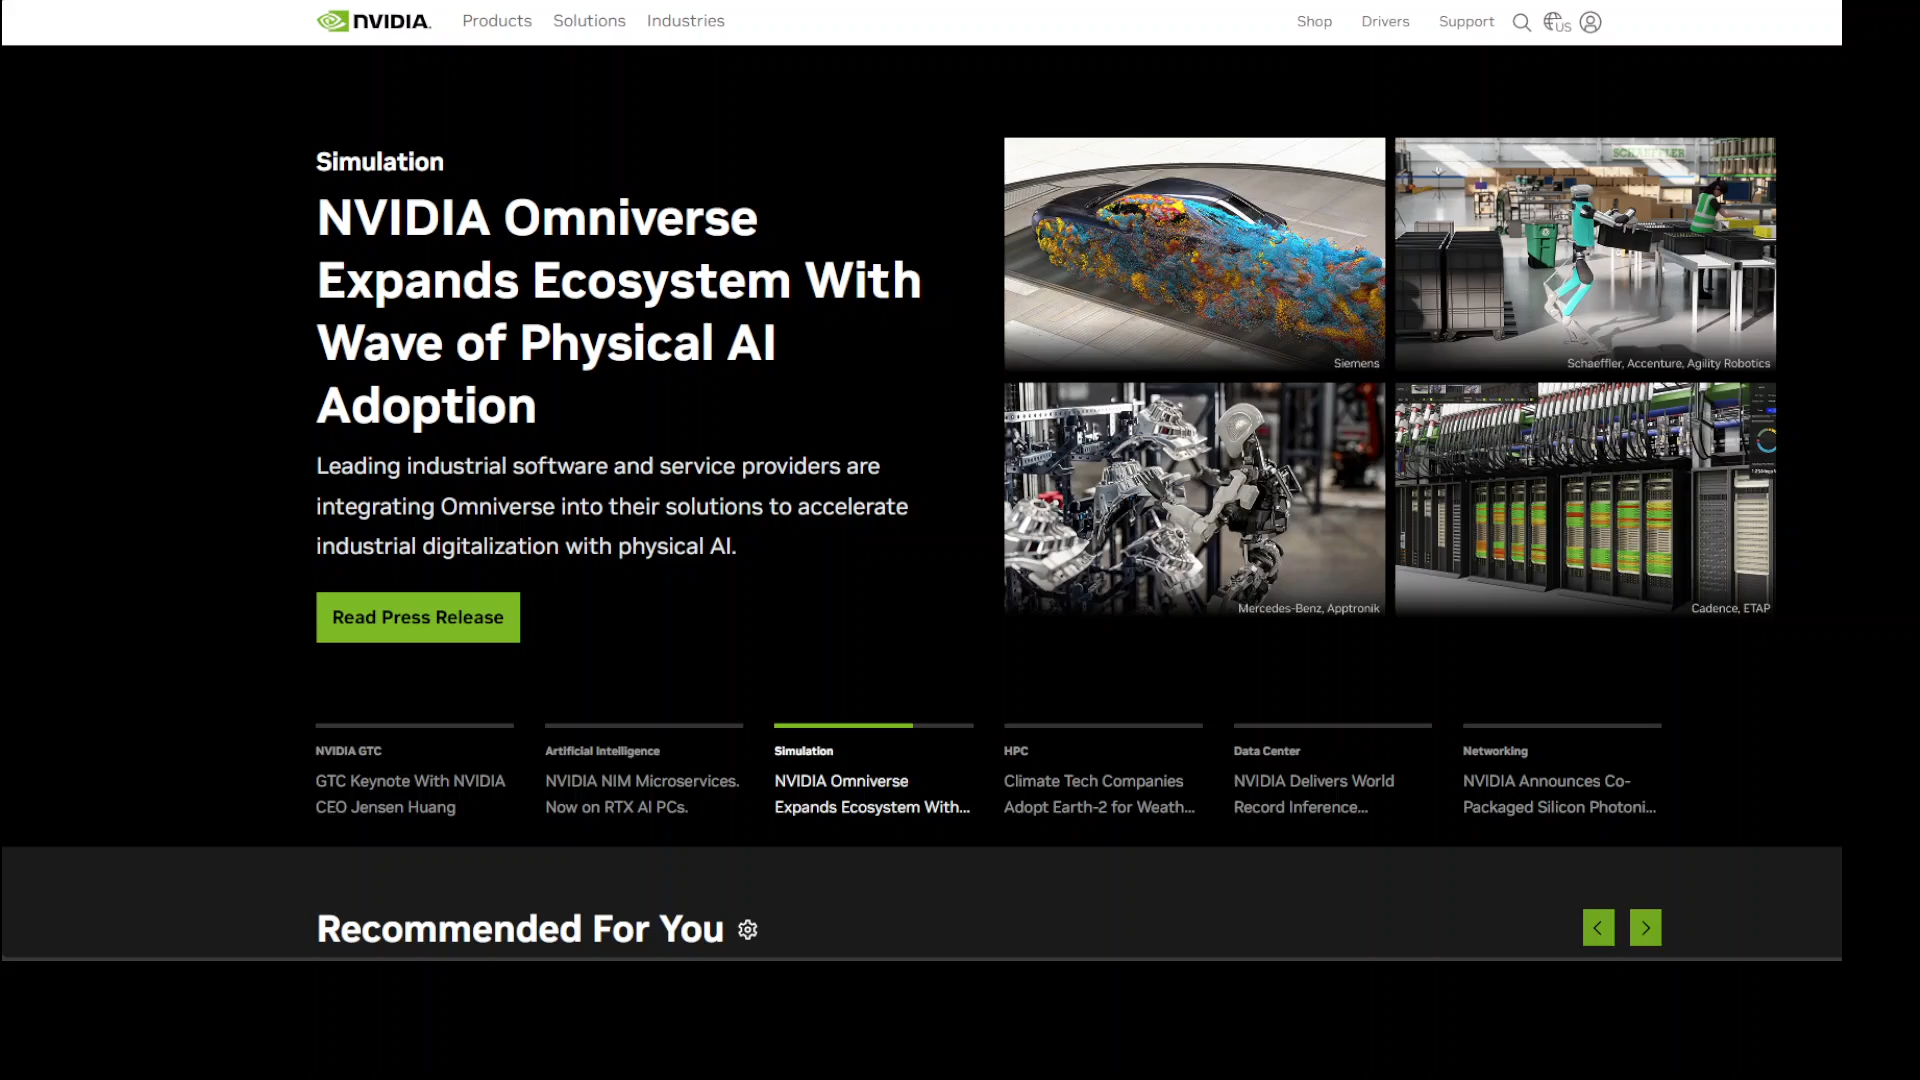 NVIDIA.
Products
Solutions
Industries
Shop
Drivers
Support
US
Simulation
NVIDIA Omniverse
Expands Ecosystem With
Wave of Physical AI
Adoption
Leading industrial software and service providers are
integrating Omniverse into their solutions to accelerate
industrial digitalization with physical AI.
Read Press Release
SCHAEFFLER
Siemens
Schaeffler, Accenture, Agility Robotics
Mercedes-Benz, Apptronik
Cadence, ETAP
NVIDIA GTC
GTC Keynote With NVIDIA
CEO Jensen Huang
Artificial Intelligence
NVIDIA NIM Microservices.
Now on RTX AI PCs.
Simulation
NVIDIA Omniverse
Expands Ecosystem With...
HPC
Climate Tech Companies
Adopt Earth-2 for Weath...
Data Center
NVIDIA Delivers World
Record Inference...
Networking
NVIDIA Announces Co-
Packaged Silicon Photoni...
Recommended For You